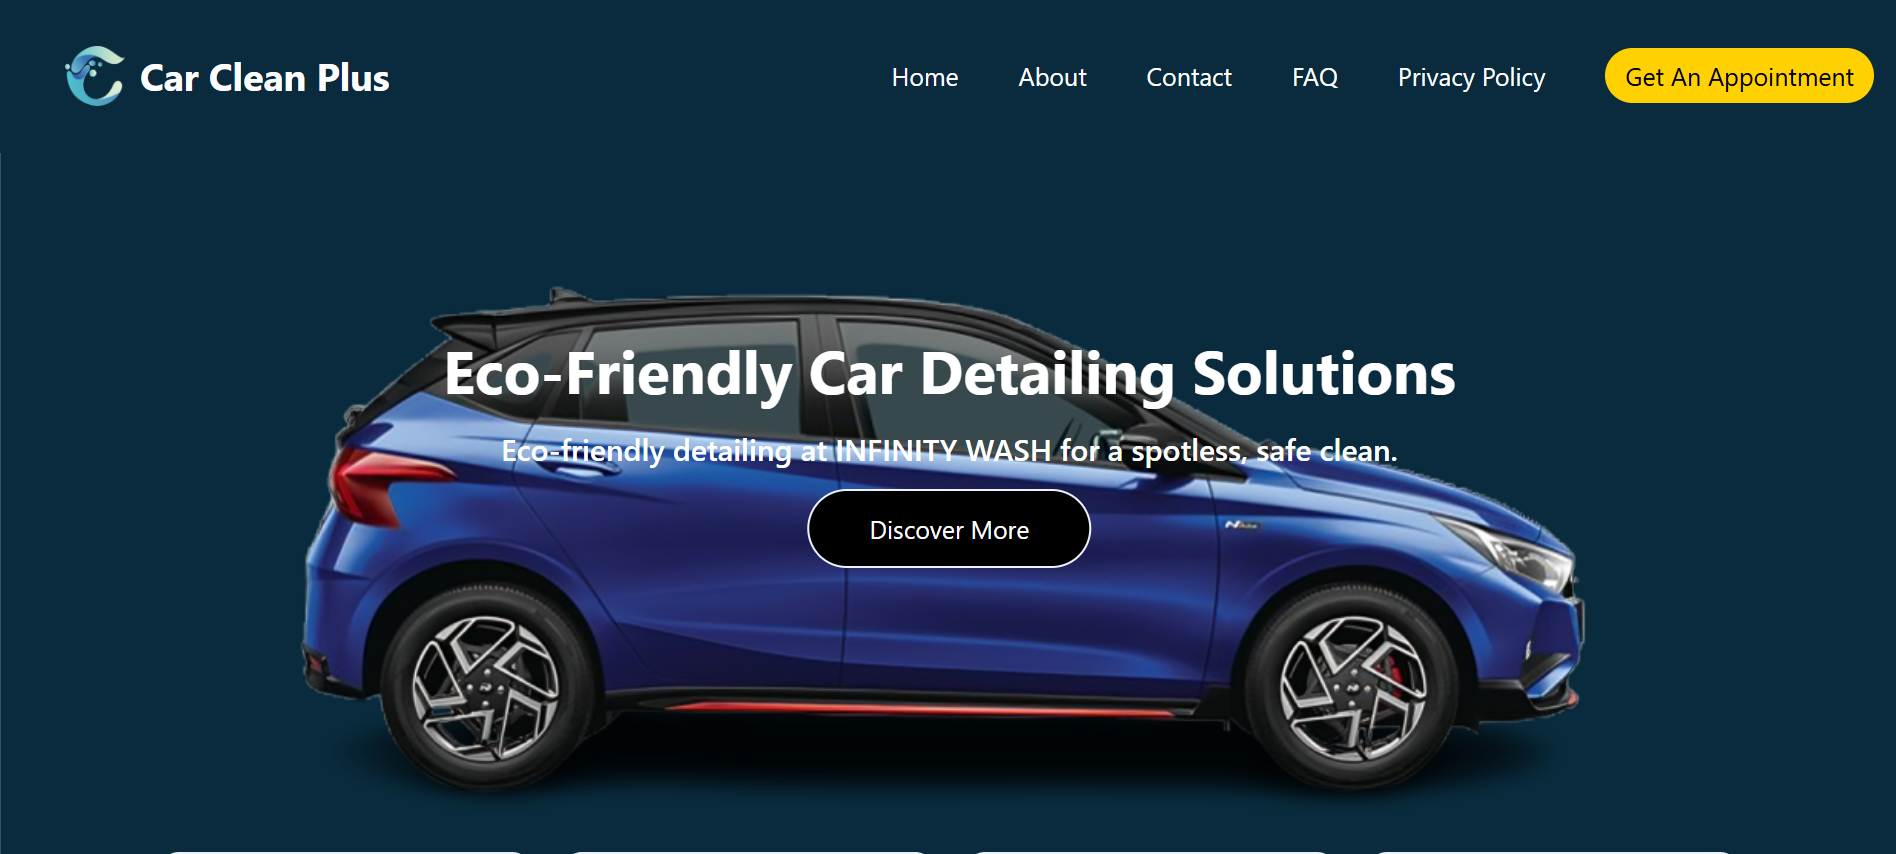 Car Clean Plus
Home About Contact FAQ Privacy Policy Get An Appointment
Eco-Friendly Car Detailing Solutions
Eco-friendly detailing at INFINITY WASH for a spotless, safe clean.
Discover More